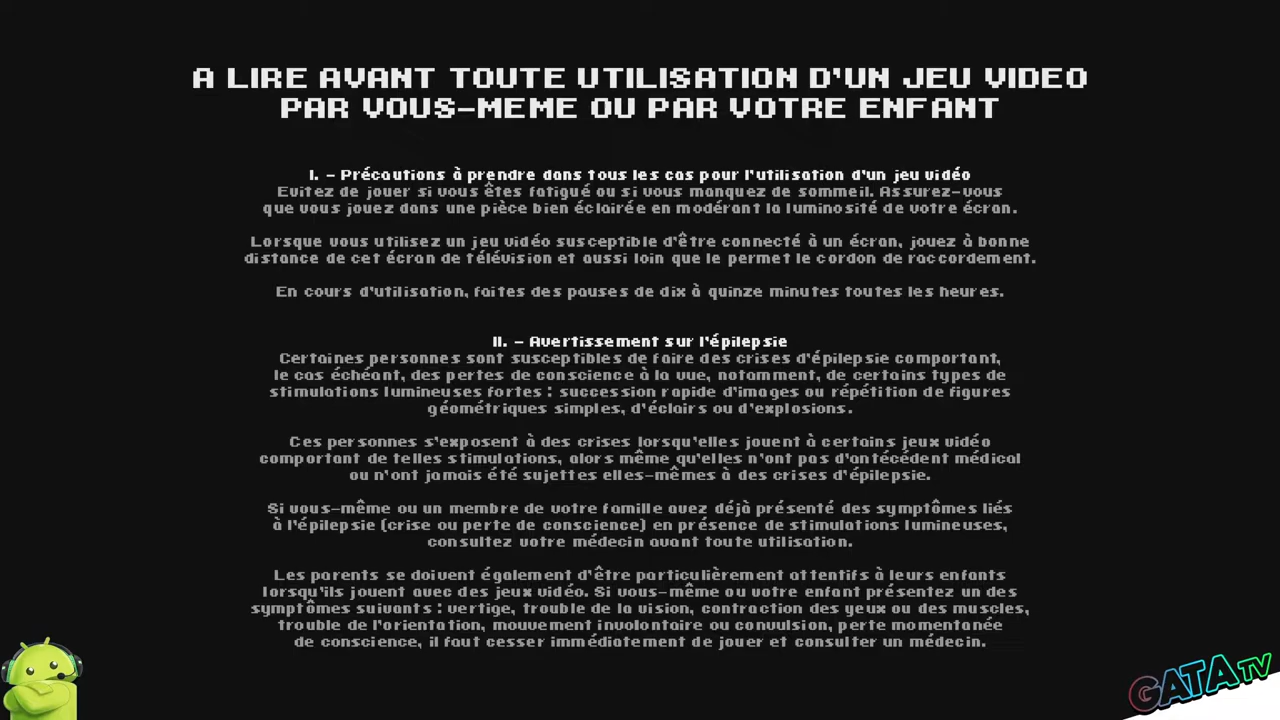 A LIRE AVANT TOUTE UTILISATION D'UN JEU VIDEO
PAR VOUS-MEME OU PAR VOTRE ENFANT
I. - Précautions à prendre dans tous les cas pour l'utilisation d'un jeu vidéo
Evitez de jouer si vous êtes fatigué ou si vous manquez de sommeil. Assurez-vous
que vous jouez dans une pièce bien éclairée en modérant la luminosité de votre écran.
Lorsque vous utilisez un jeu vidéo susceptible d'être connecté à un écran, jouez à bonne
distance de cet écran de télévision et aussi loin que le permet le cordon de raccordement.
En cours d'utilisation, faites des pauses de dix à quinze minutes toutes les heures.
II. - Avertissement sur l'épilepsie
Certaines personnes sont susceptibles de faire des crises d'épilepsie comportant,
le cas échéant, des pertes de conscience à la vue, notamment, de certains types de
stimulations lumineuses fortes : succession rapide d'images ou répétition de figures
géométriques simples, d'éclairs ou d'explosions.
Ces personnes s'exposent à des crises lorsqu'elles jouent à certains jeux vidéo
comportant de telles stimulations, alors même qu'elles n'ont pas d'antécédent médical
ou n'ont jamais été sujettes elles-mêmes à des crises d'épilepsie.
Si vous-même ou un membre de votre famille avez déjà présenté des symptômes liés
à l'épilepsie (crise ou perte de conscience) en présence de stimulations lumineuses,
consultez votre médecin avant toute utilisation.
Les parents se doivent également d'être particulièrement attentifs à leurs enfants
lorsqu'ils jouent avec des jeux vidéo. Si vous-même ou votre enfant présentez un des
symptômes suivants : vertige, trouble de la vision, contraction des yeux ou des muscles,
trouble de l'orientation, mouvement involontaire ou convulsion, perte momentanée
de conscience, il faut cesser immédiatement de jouer et consulter un médecin.
GATA TV